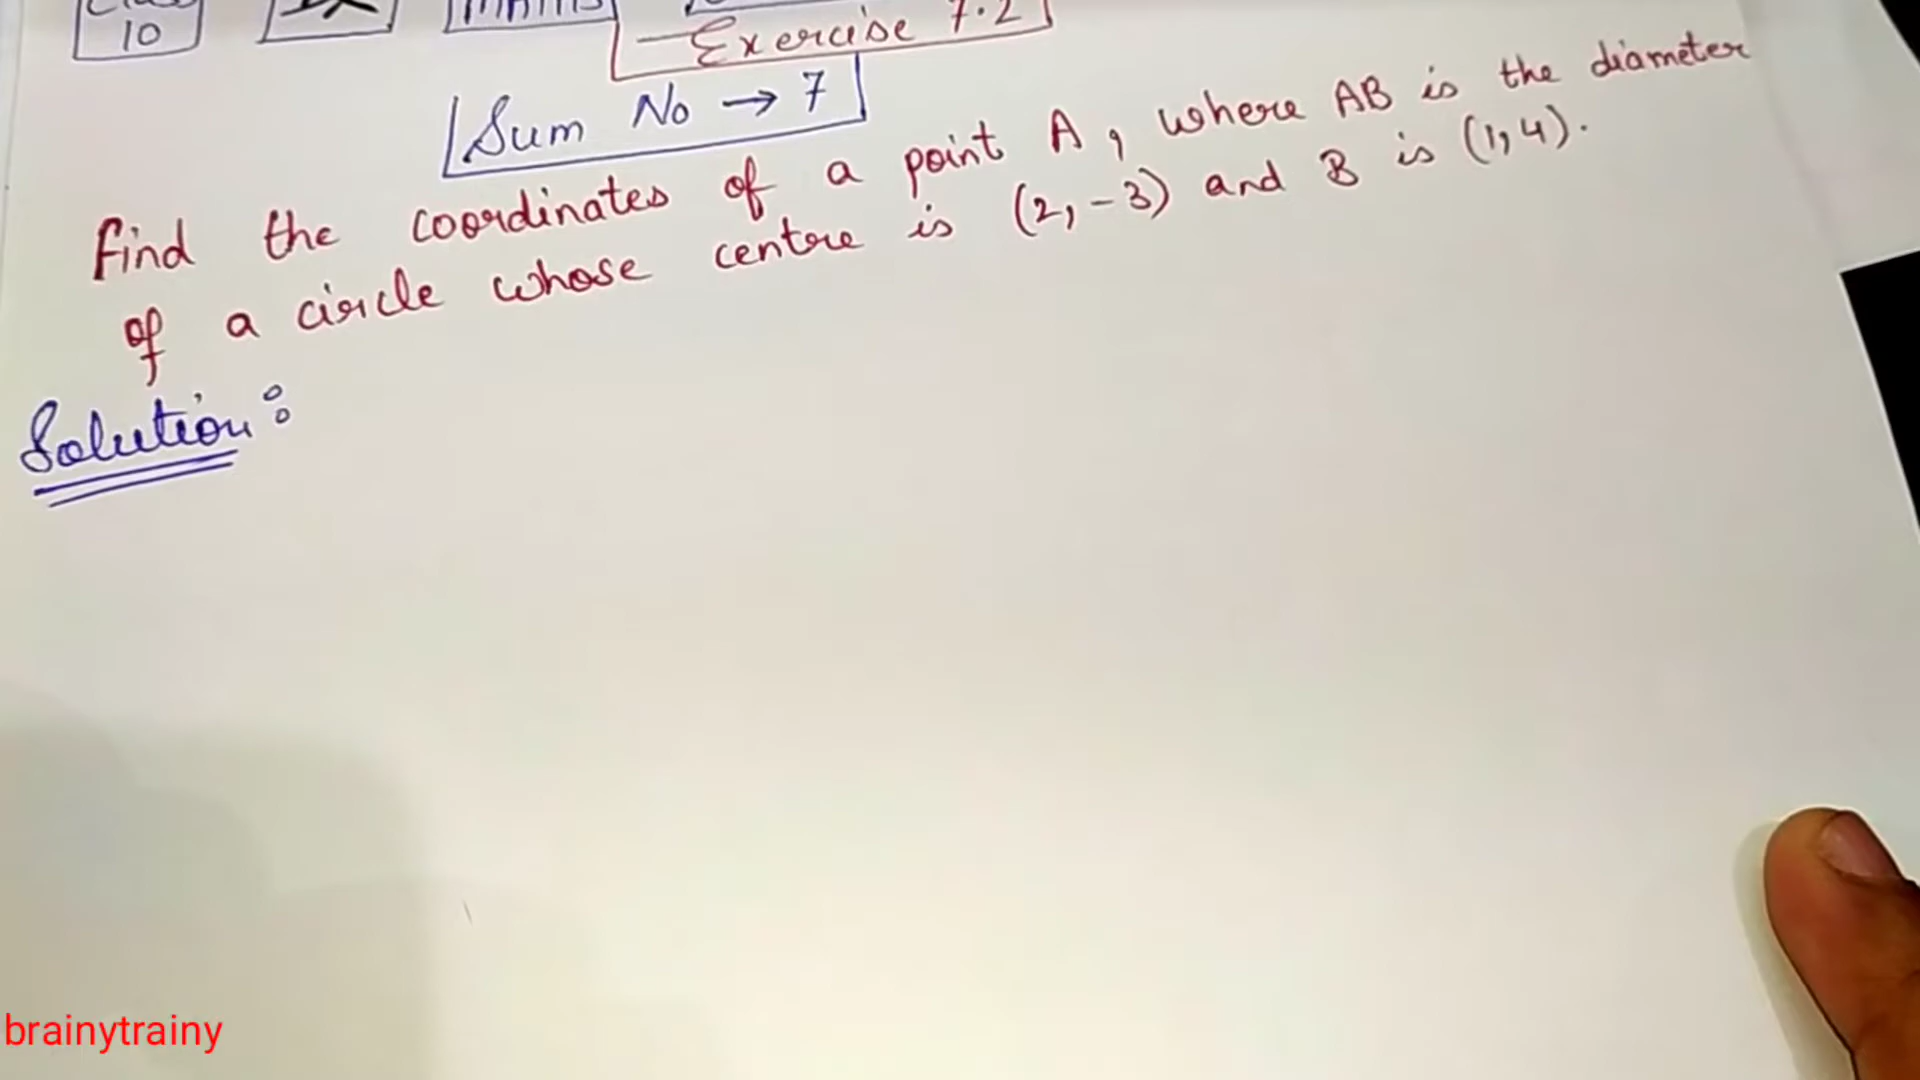 10
Exercise 7.2
Sum No → 7
Find the coordinates of a point A, where AB is the diameter
of a circle whose centre is (2, -3) and B is (1, 4).
Solution:
brainytrainy